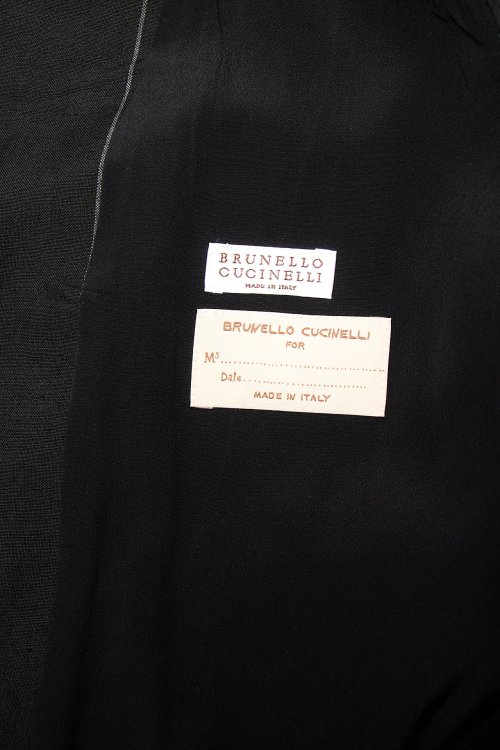 BRUNELLO
CUCINELLI
MADE IN ITALY
BRUNELLO CUCINELLI
FOR
Ms
Date
MADE IN ITALY